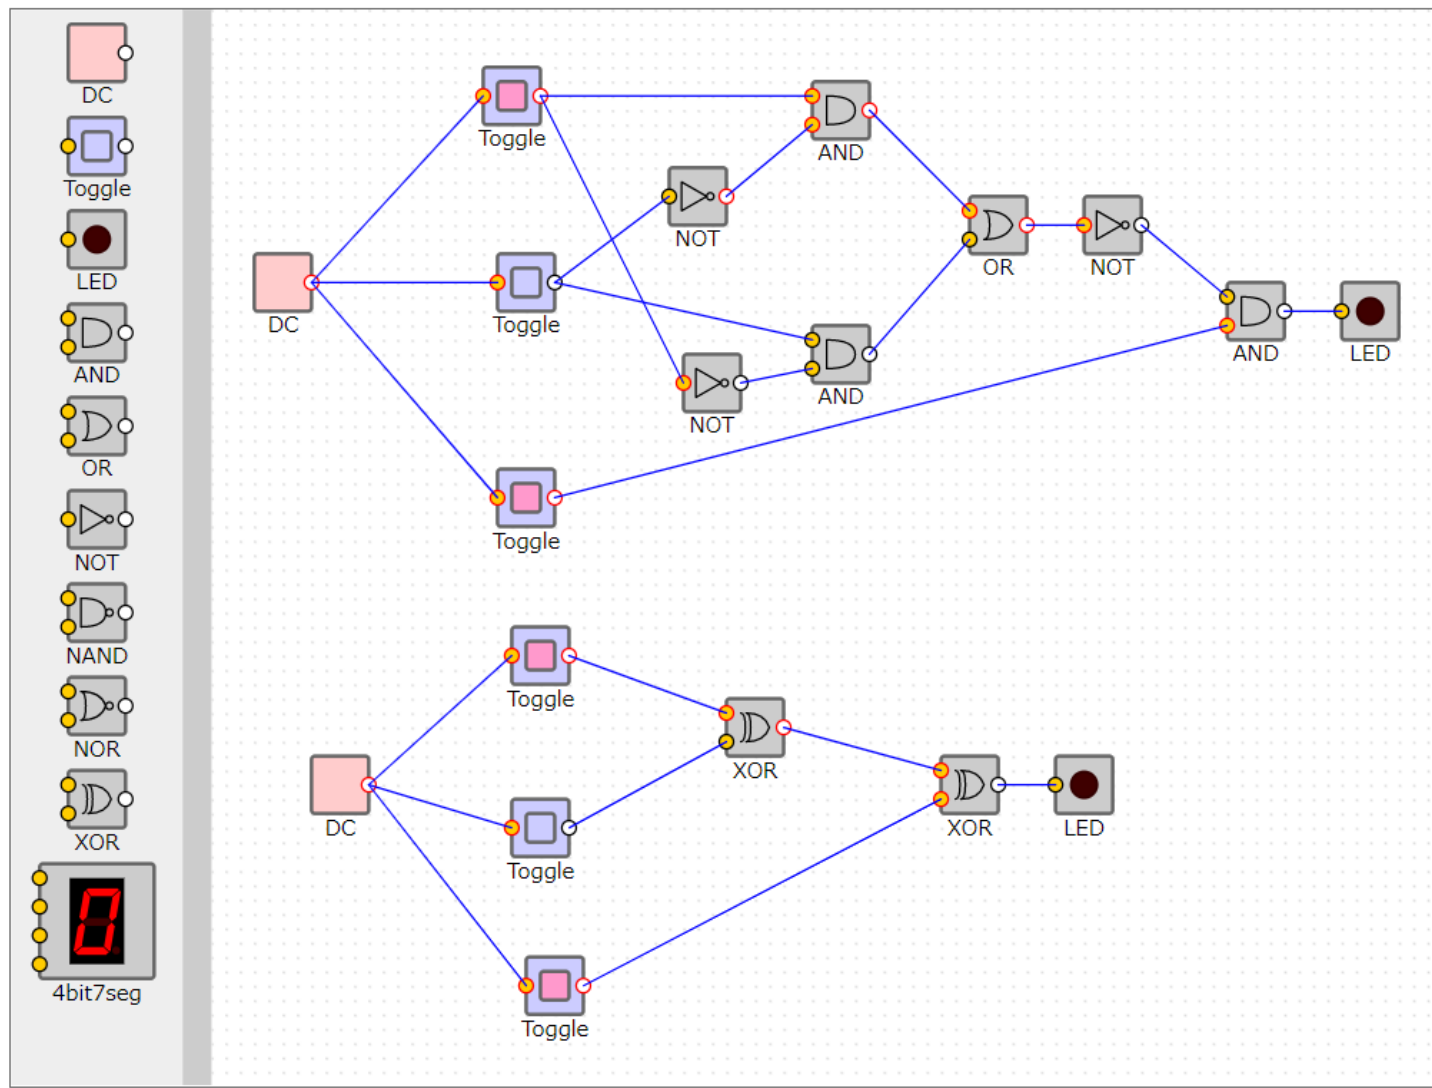 DC
Toggle
LED
AND
OR
NOT
NAND
NOR
XOR
4bit7seg
Toggle
AND
NOT
OR
NOT
DC
Toggle
AND
LED
AND
NOT
Toggle
Toggle
XOR
DC
XOR
LED
Toggle
Toggle